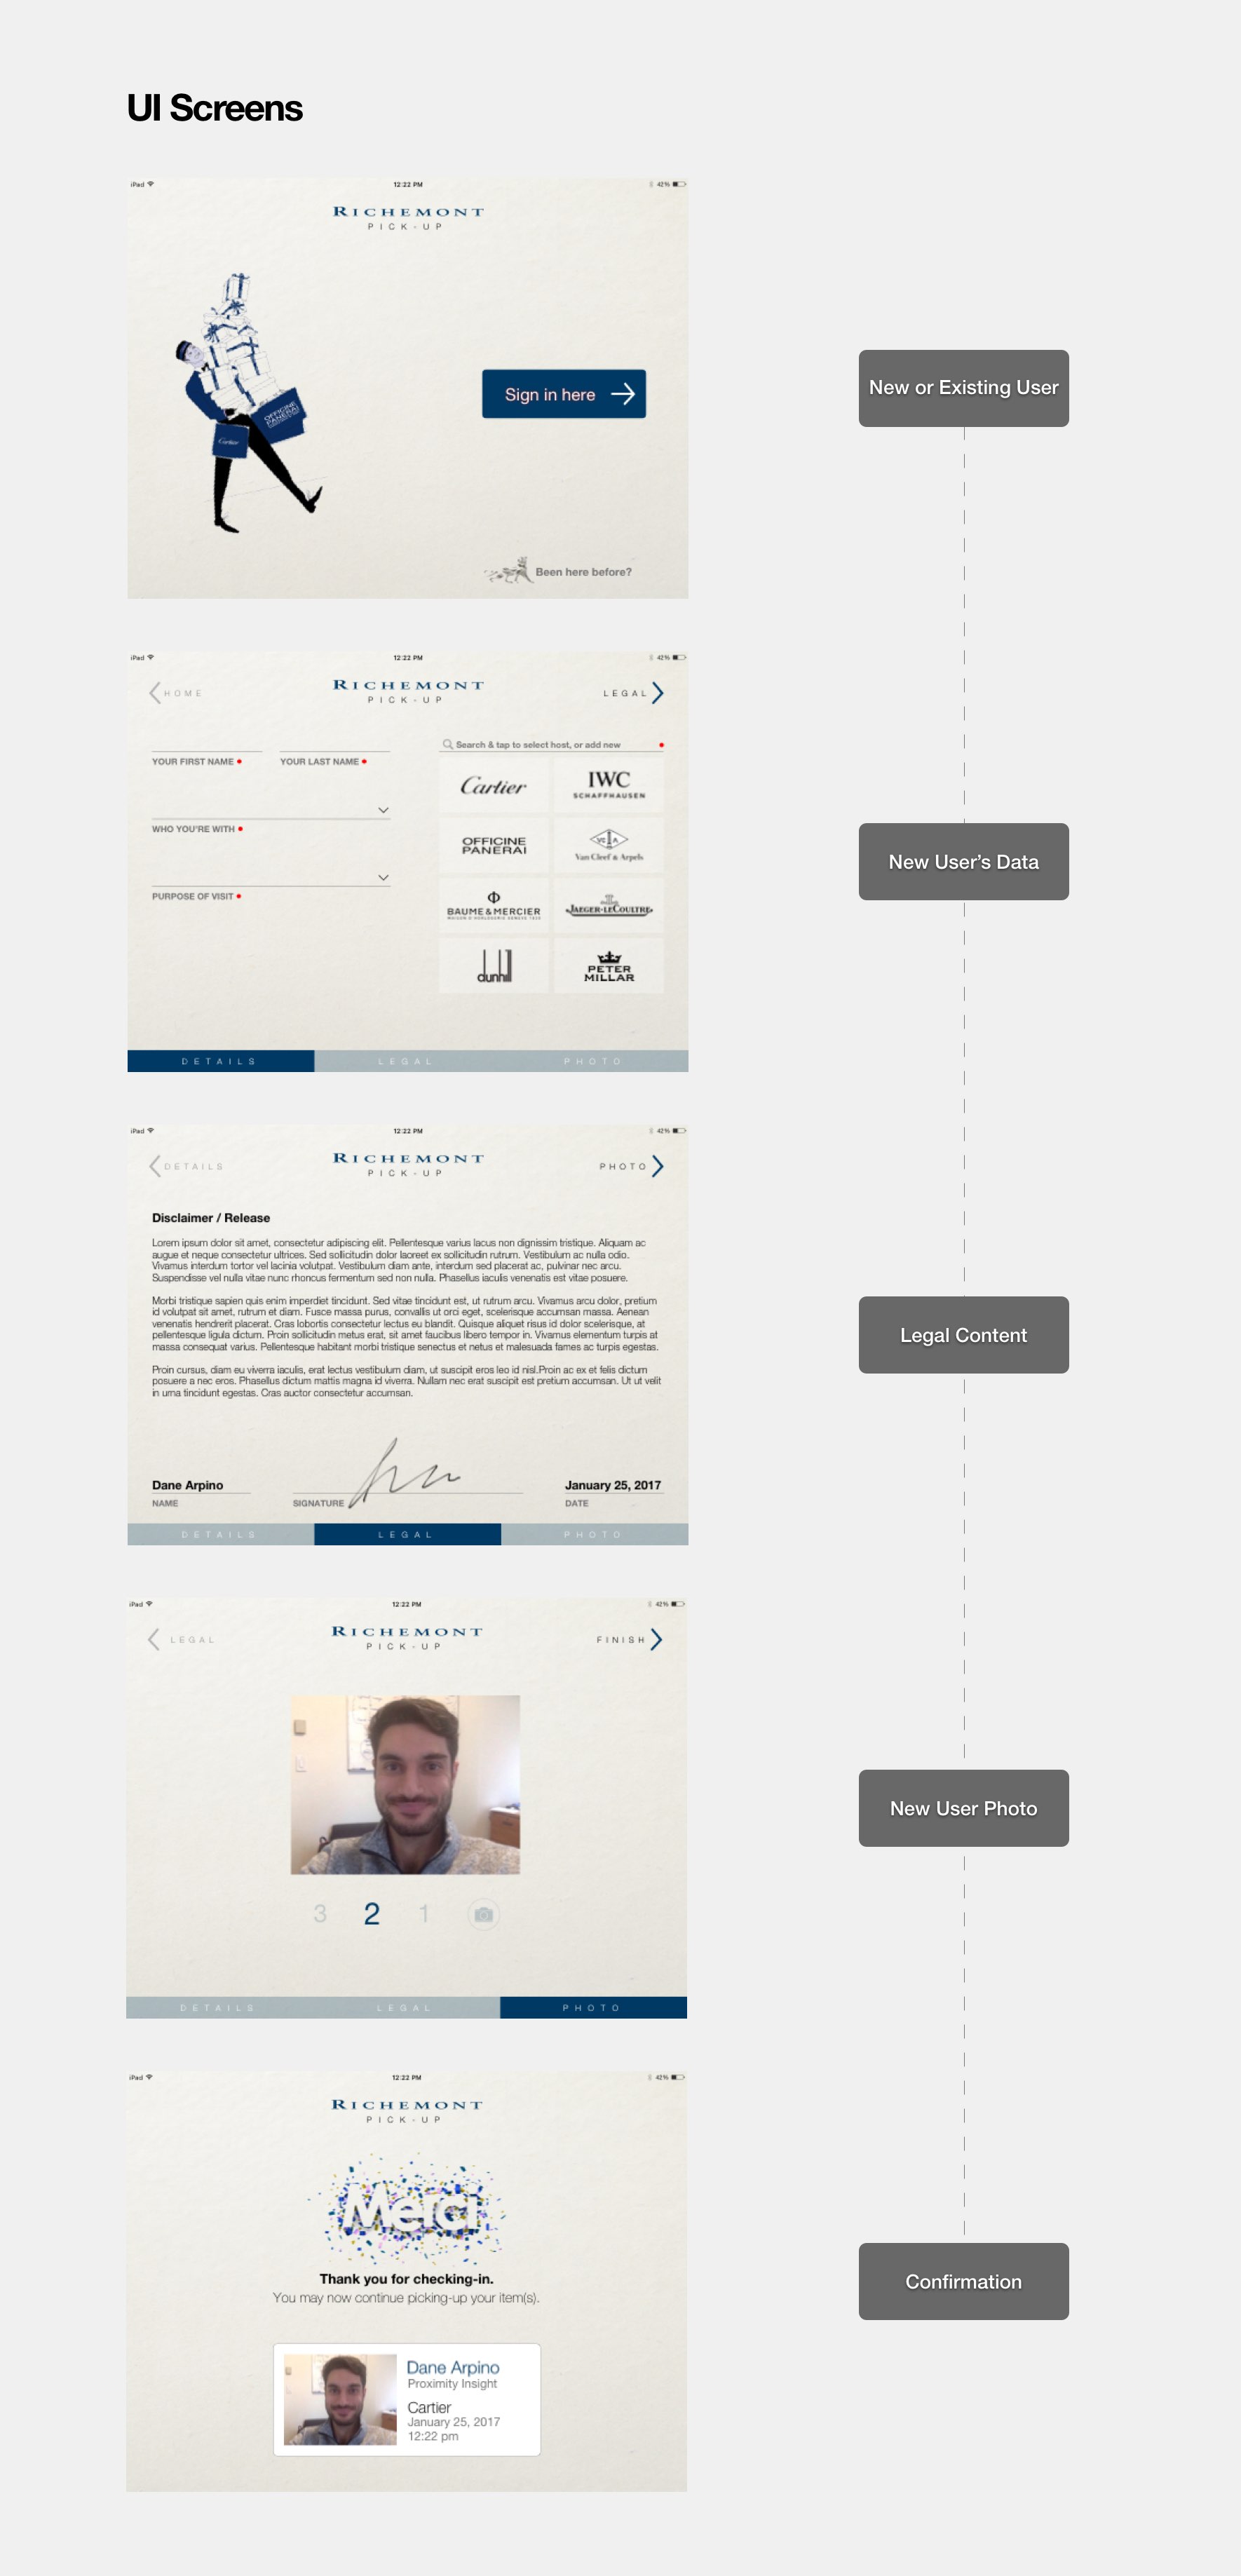 UI Screens
iPad
12:22 PM
42%
RICHEMONT
PICK-UP
OFFICINE
PANERAI
Cartier
Sign in here
Been here before?
New or Existing User
iPad
12:22 PM
42%
HOME
RICHEMONT
PICK-UP
LEGAL
Search & tap to select host, or add new
YOUR FIRST NAME
YOUR LAST NAME
WHO YOU'RE WITH
PURPOSE OF VISIT
Cartier
IWC
SCHAFFHAUSEN
OFFICINE
PANERAI
VCA
Van Cleef & Arpels
BAUME & MERCIER
MAISON D'HORLOGERIE GENEVE 1830
JAEGER-LECOULTRE
dunhill
PETER
MILLAR
DETAILS
LEGAL
PHOTO
New User's Data
iPad
12:22 PM
42%
DETAILS
RICHEMONT
PICK-UP
PHOTO
Disclaimer / Release
Lorem ipsum dolor sit amet, consectetur adipiscing elit. Pellentesque varius lacus non dignissim tristique. Aliquam ac
augue et neque consectetur ultrices. Sed sollicitudin dolor laoreet ex sollicitudin rutrum. Vestibulum ac nulla odio.
Vivamus interdum tortor vel lacinia volutpat. Vestibulum diam ante, interdum sed placerat ac, pulvinar nec arcu.
Suspendisse vel nulla vitae nunc rhoncus fermentum sed non nulla. Phasellus iaculis venenatis est vitae posuere.
Morbi tristique sapien quis enim imperdiet tincidunt. Sed vitae tincidunt est, ut rutrum arcu. Vivamus arcu dolor, pretium
id volutpat sit amet, rutrum et diam. Fusce massa purus, convallis ut orci eget, scelerisque accumsan massa. Aenean
venenatis hendrerit placerat. Cras lobortis consectetur lectus eu blandit. Quisque aliquet risus id dolor scelerisque, at
pellentesque ligula dictum. Proin sollicitudin metus erat, sit amet faucibus libero tempor in. Vivamus elementum turpis at
massa consequat varius. Pellentesque habitant morbi tristique senectus et netus et malesuada fames ac turpis egestas.
Proin cursus, diam eu viverra iaculis, erat lectus vestibulum diam, ut suscipit eros leo id nisl.Proin ac ex et felis dictum
posuere a nec eros. Phasellus dictum mattis magna id viverra. Nullam nec erat suscipit est pretium accumsan. Ut ut velit
in urna tincidunt egestas. Cras auctor consectetur accumsan.
Dane Arpino
January 25, 2017
NAME
SIGNATURE
DATE
DETAILS
LEGAL
PHOTO
Legal Content
iPad
12:22 PM
42%
LEGAL
RICHEMONT
PICK-UP
FINISH
3 2 1
DETAILS
LEGAL
PHOTO
New User Photo
iPad
12:22 PM
42%
RICHEMONT
PICK-UP
Merci
Thank you for checking-in.
You may now continue picking-up your item(s).
Dane Arpino
Proximity Insight
Cartier
January 25, 2017
12:22 pm
Confirmation